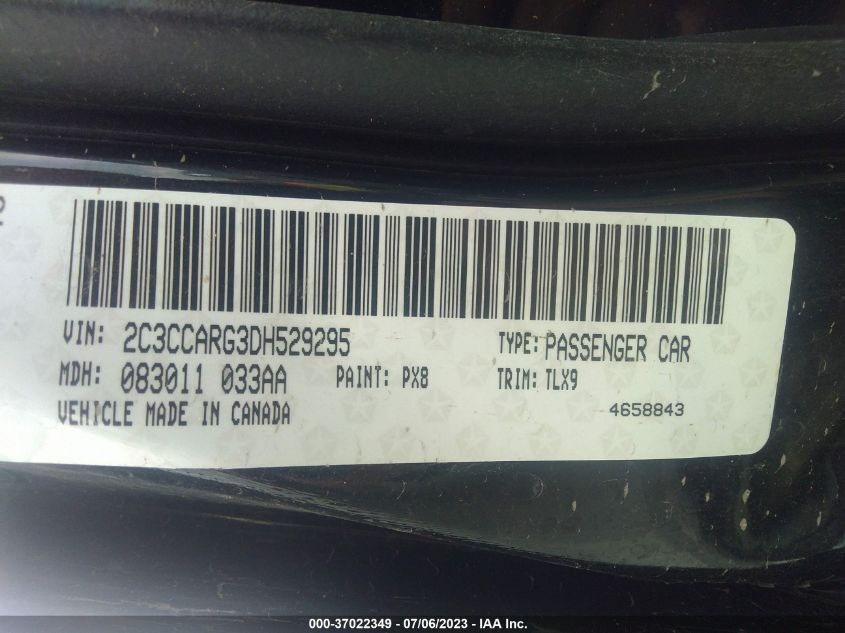 VIN: 2C3CCARG3DH529295 TYPE: PASSENGER CAR
MDH: 083011 033AA PAINT: PX8 TRIM: TLX9
VEHICLE MADE IN CANADA 4658843
000-37022349 / 07/06/2023 - IAA Inc.